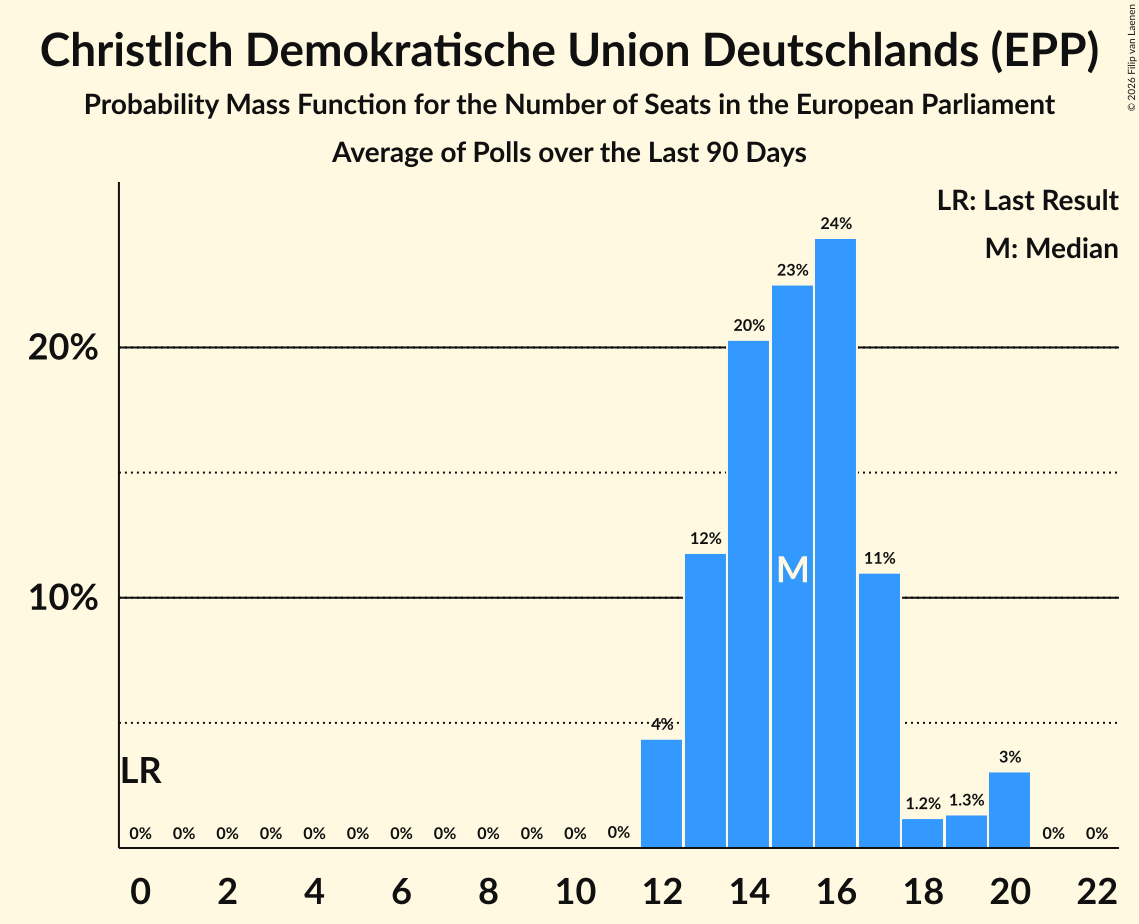 Christlich Demokratische Union Deutschlands (EPP)
Probability Mass Function for the Number of Seats in the European Parliament
Average of Polls over the Last 90 Days
© 2026 Filip van Laenen
LR: Last Result
M: Median
24%
23%
20%
20%
12%
11%
M
10%
4%
LR
3%
1.2%
1.3%
0% 0% 0% 0% 0% 0% 0% 0% 0% 0% 0% 0% 0% 0%
0 2 4 6 8 10 12 14 16 18 20 22